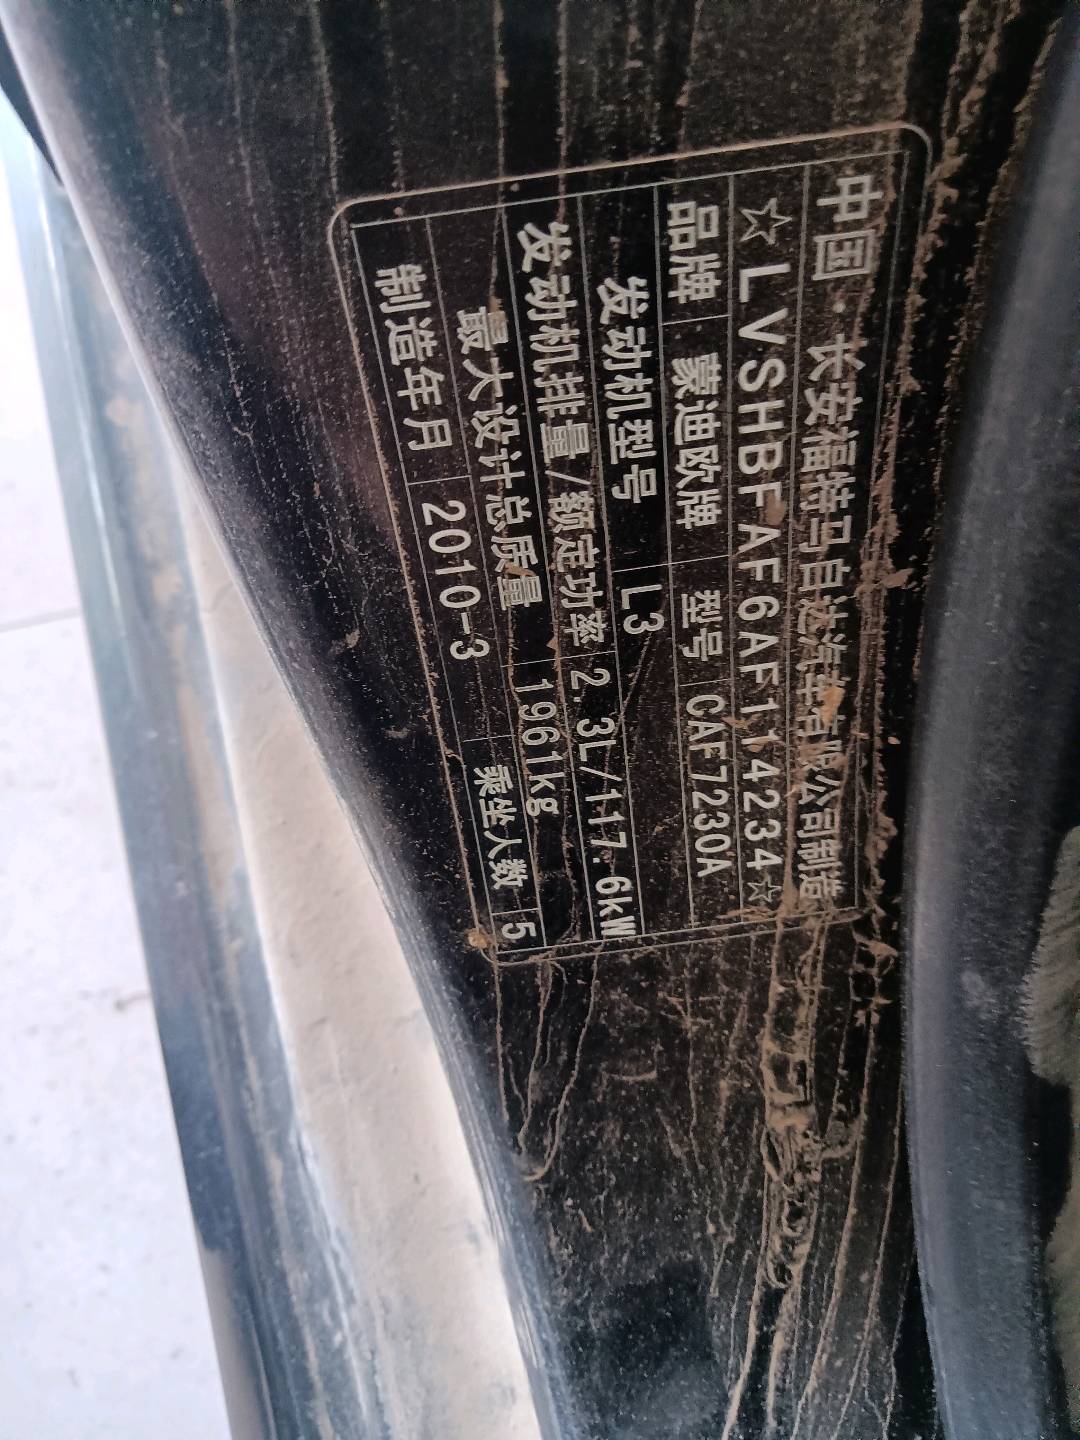 中国·长安福特马自达汽车有限公司制造
☆LVSHBFAF6AF114234☆
品牌 蒙迪欧牌 型号 CAF7230A
发动机型号 L3
发动机排量/额定功率 2.3L/117.6kW
最大设计总质量 1961kg
制造年月 2010-3 乘坐人数 5